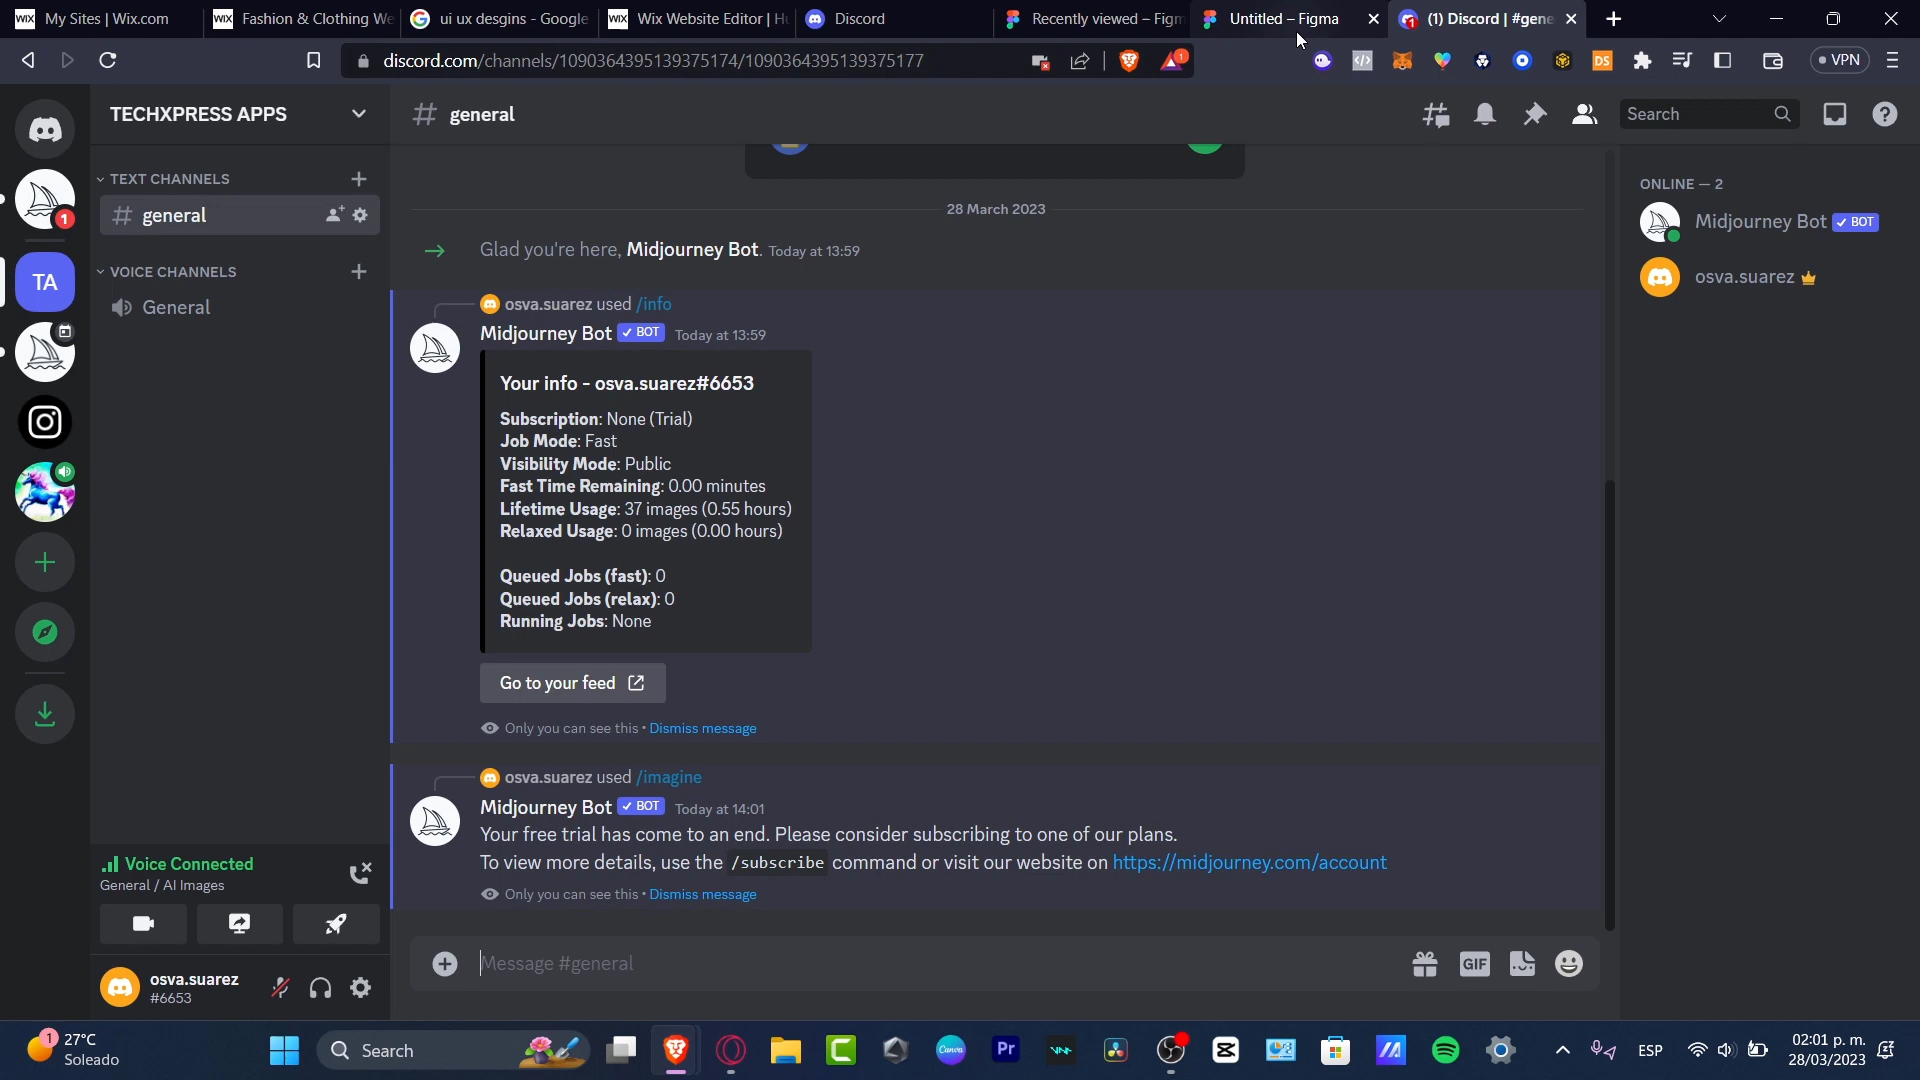 My Sites | Wix.com
Fashion & Clothing We
ui ux desgins - Google
Wix Website Editor | Hu
Discord
Recently viewed – Figm
Untitled – Figma
(1) Discord | #gene
discord.com/channels/1090364395139375174/1090364395139375177
1
DS
VPN
TECHXPRESS APPS
general
Search
TEXT CHANNELS
general
VOICE CHANNELS
General
1
TA
28 March 2023
Glad you're here, Midjourney Bot. Today at 13:59
osva.suarez used /info
Midjourney Bot BOT Today at 13:59
Your info - osva.suarez#6653
Subscription: None (Trial)
Job Mode: Fast
Visibility Mode: Public
Fast Time Remaining: 0.00 minutes
Lifetime Usage: 37 images (0.55 hours)
Relaxed Usage: 0 images (0.00 hours)
Queued Jobs (fast): 0
Queued Jobs (relax): 0
Running Jobs: None
Go to your feed
Only you can see this • Dismiss message
osva.suarez used /imagine
Midjourney Bot BOT Today at 14:01
Your free trial has come to an end. Please consider subscribing to one of our plans.
To view more details, use the /subscribe command or visit our website on https://midjourney.com/account
Only you can see this • Dismiss message
Message #general
GIF
ONLINE — 2
Midjourney Bot BOT
osva.suarez
Voice Connected
General / AI Images
osva.suarez
#6653
1
27°C
Soleado
Search
Canva
Pr
ESP
02:01 p. m.
28/03/2023